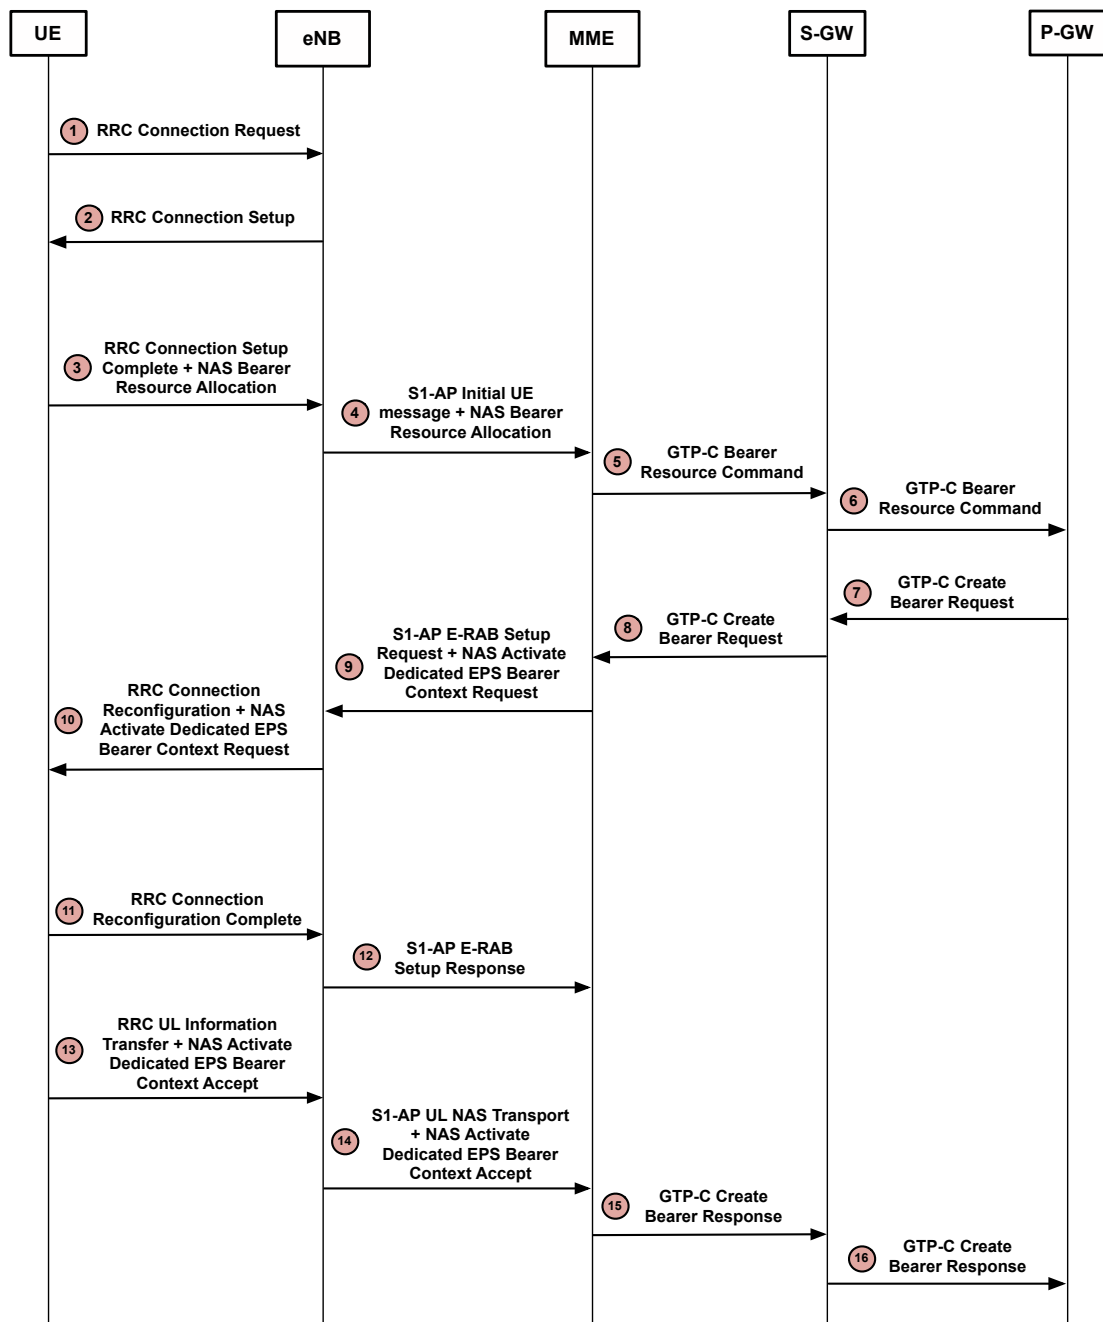 UE
eNB
MME
S-GW
P-GW
1 RRC Connection Request
2 RRC Connection Setup
3
RRC Connection Setup
Complete + NAS Bearer
Resource Allocation
4
S1-AP Initial UE
message + NAS Bearer
Resource Allocation
5
GTP-C Bearer
Resource Command
6
GTP-C Bearer
Resource Command
7
GTP-C Create
Bearer Request
8
GTP-C Create
Bearer Request
9
S1-AP E-RAB Setup
Request + NAS Activate
Dedicated EPS Bearer
Context Request
10
RRC Connection
Reconfiguration + NAS
Activate Dedicated EPS
Bearer Context Request
11
RRC Connection
Reconfiguration Complete
12
S1-AP E-RAB
Setup Response
13
RRC UL Information
Transfer + NAS Activate
Dedicated EPS Bearer
Context Accept
14
S1-AP UL NAS Transport
+ NAS Activate
Dedicated EPS Bearer
Context Accept
15
GTP-C Create
Bearer Response
16
GTP-C Create
Bearer Response